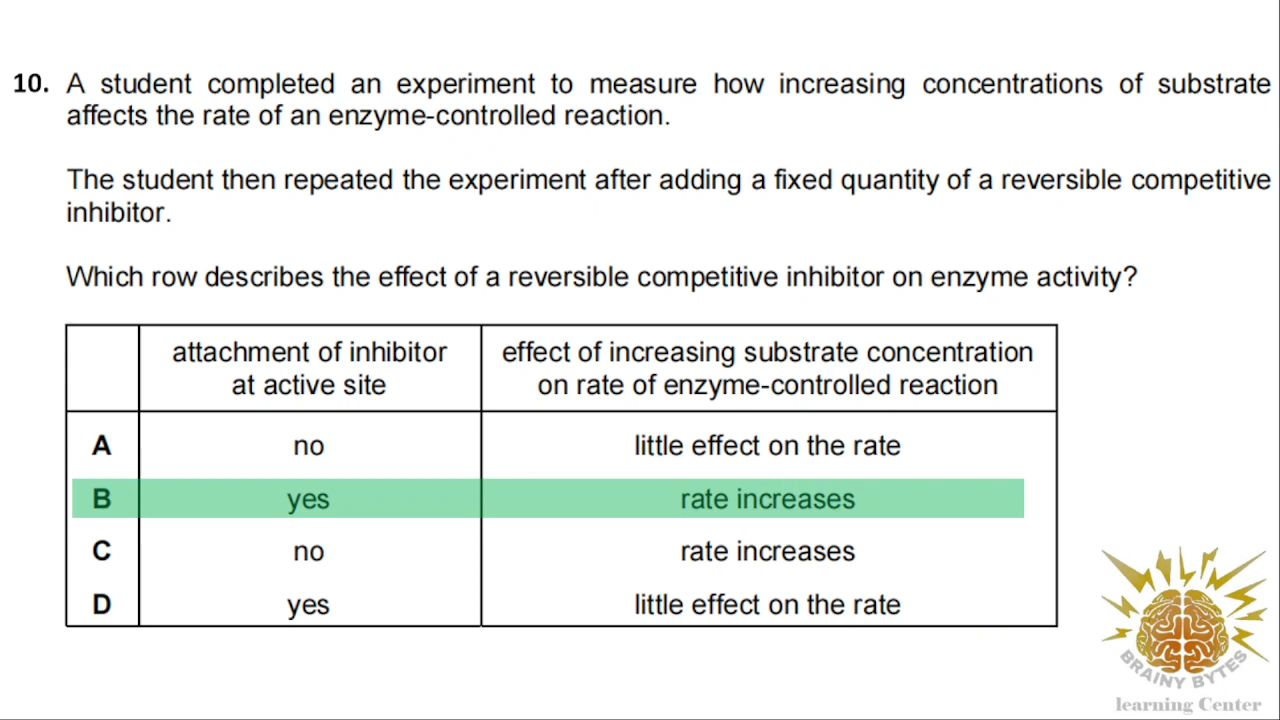 10. A student completed an experiment to measure how increasing concentrations of substrate
affects the rate of an enzyme-controlled reaction.
The student then repeated the experiment after adding a fixed quantity of a reversible competitive
inhibitor.
Which row describes the effect of a reversible competitive inhibitor on enzyme activity?
attachment of inhibitor
at active site
effect of increasing substrate concentration
on rate of enzyme-controlled reaction
A no little effect on the rate
B yes rate increases
C no rate increases
D yes little effect on the rate
BRAINY BYTES
learning Center